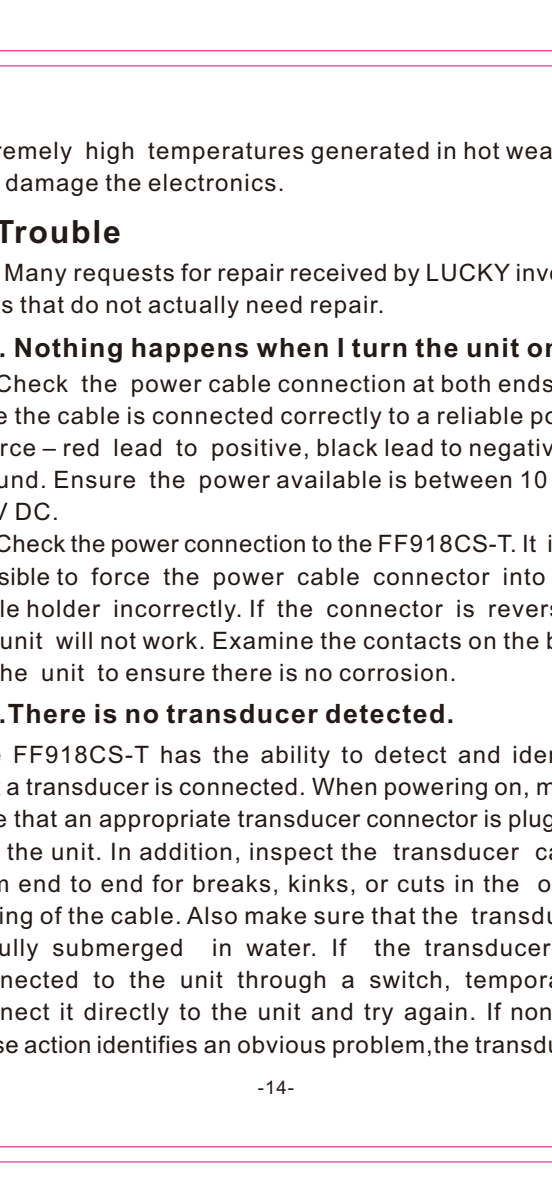 remely high temperatures generated in hot wea
damage the electronics.
Trouble
Many requests for repair received by LUCKY inv
s that do not actually need repair.
. Nothing happens when I turn the unit on
Check the power cable connection at both ends
e the cable is connected correctly to a reliable po
rce – red lead to positive, black lead to negativ
und. Ensure the power available is between 10
V DC.
Check the power connection to the FF918CS-T. It i
sible to force the power cable connector into
le holder incorrectly. If the connector is revers
unit will not work. Examine the contacts on the b
he unit to ensure there is no corrosion.
.There is no transducer detected.
e FF918CS-T has the ability to detect and iden
t a transducer is connected. When powering on, m
e that an appropriate transducer connector is plug
the unit. In addition, inspect the transducer ca
m end to end for breaks, kinks, or cuts in the o
ing of the cable. Also make sure that the transdu
fully submerged in water. If the transducer
nected to the unit through a switch, tempora
nect it directly to the unit and try again. If non
se action identifies an obvious problem,the transdu
-14-